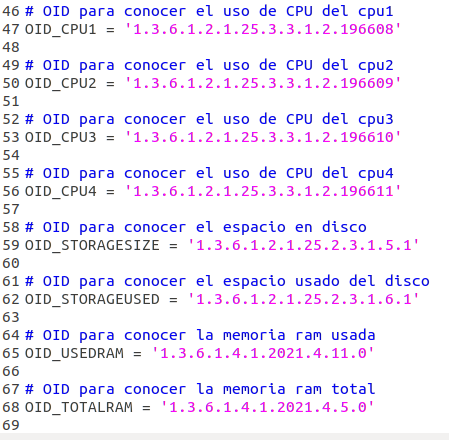 46 # OID para conocer el uso de CPU del cpu1
47 OID_CPU1 = '1.3.6.1.2.1.25.3.3.1.2.196608'
48
49 # OID para conocer el uso de CPU del cpu2
50 OID_CPU2 = '1.3.6.1.2.1.25.3.3.1.2.196609'
51
52 # OID para conocer el uso de CPU del cpu3
53 OID_CPU3 = '1.3.6.1.2.1.25.3.3.1.2.196610'
54
55 # OID para conocer el uso de CPU del cpu4
56 OID_CPU4 = '1.3.6.1.2.1.25.3.3.1.2.196611'
57
58 # OID para conocer el espacio en disco
59 OID_STORAGESIZE = '1.3.6.1.2.1.25.2.3.1.5.1'
60
61 # OID para conocer el espacio usado del disco
62 OID_STORAGEUSED = '1.3.6.1.2.1.25.2.3.1.6.1'
63
64 # OID para conocer la memoria ram usada
65 OID_USEDRAM = '1.3.6.1.4.1.2021.4.11.0'
66
67 # OID para conocer la memoria ram total
68 OID_TOTALRAM = '1.3.6.1.4.1.2021.4.5.0'
69